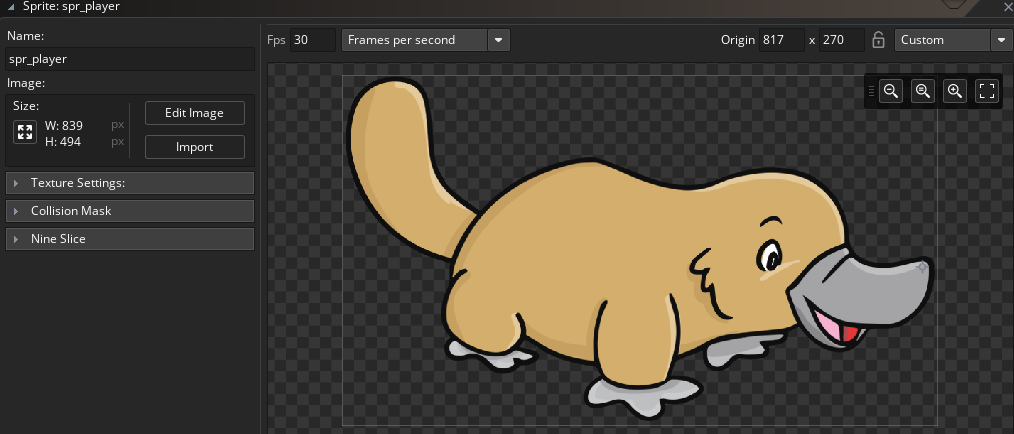 Sprite: spr_player
Name:
spr_player
Image:
Size:
W: 839 px
H: 494 px
Edit Image
Import
Texture Settings:
Collision Mask
Nine Slice
Fps 30 Frames per second Origin 817 x 270 Custom